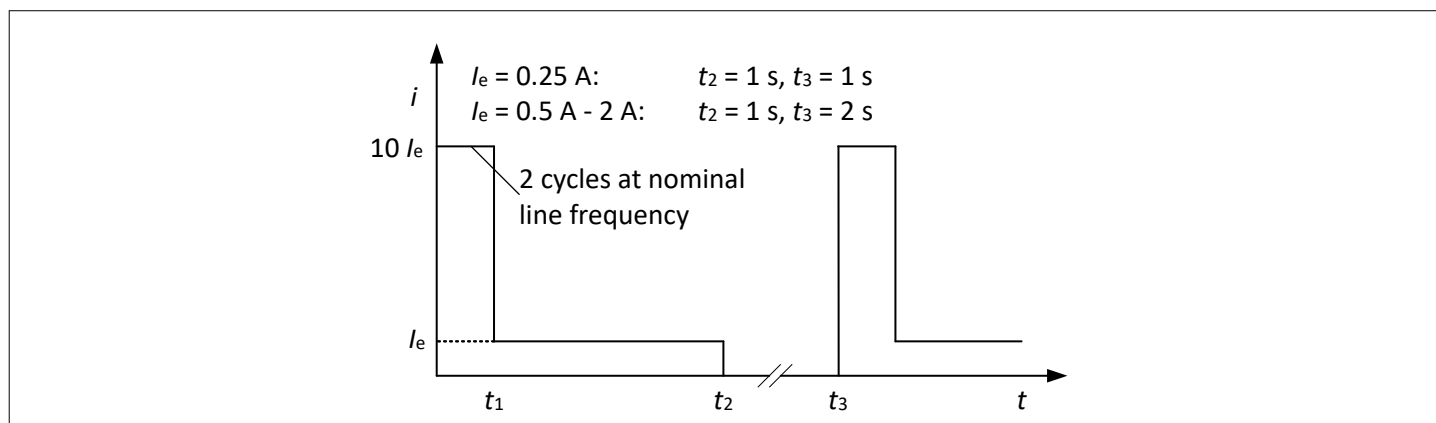 Ie = 0.25 A: t2 = 1 s, t3 = 1 s
i
Ie = 0.5 A - 2 A: t2 = 1 s, t3 = 2 s
10 Ie
2 cycles at nominal
line frequency
Ie
t1 t2 t3 t